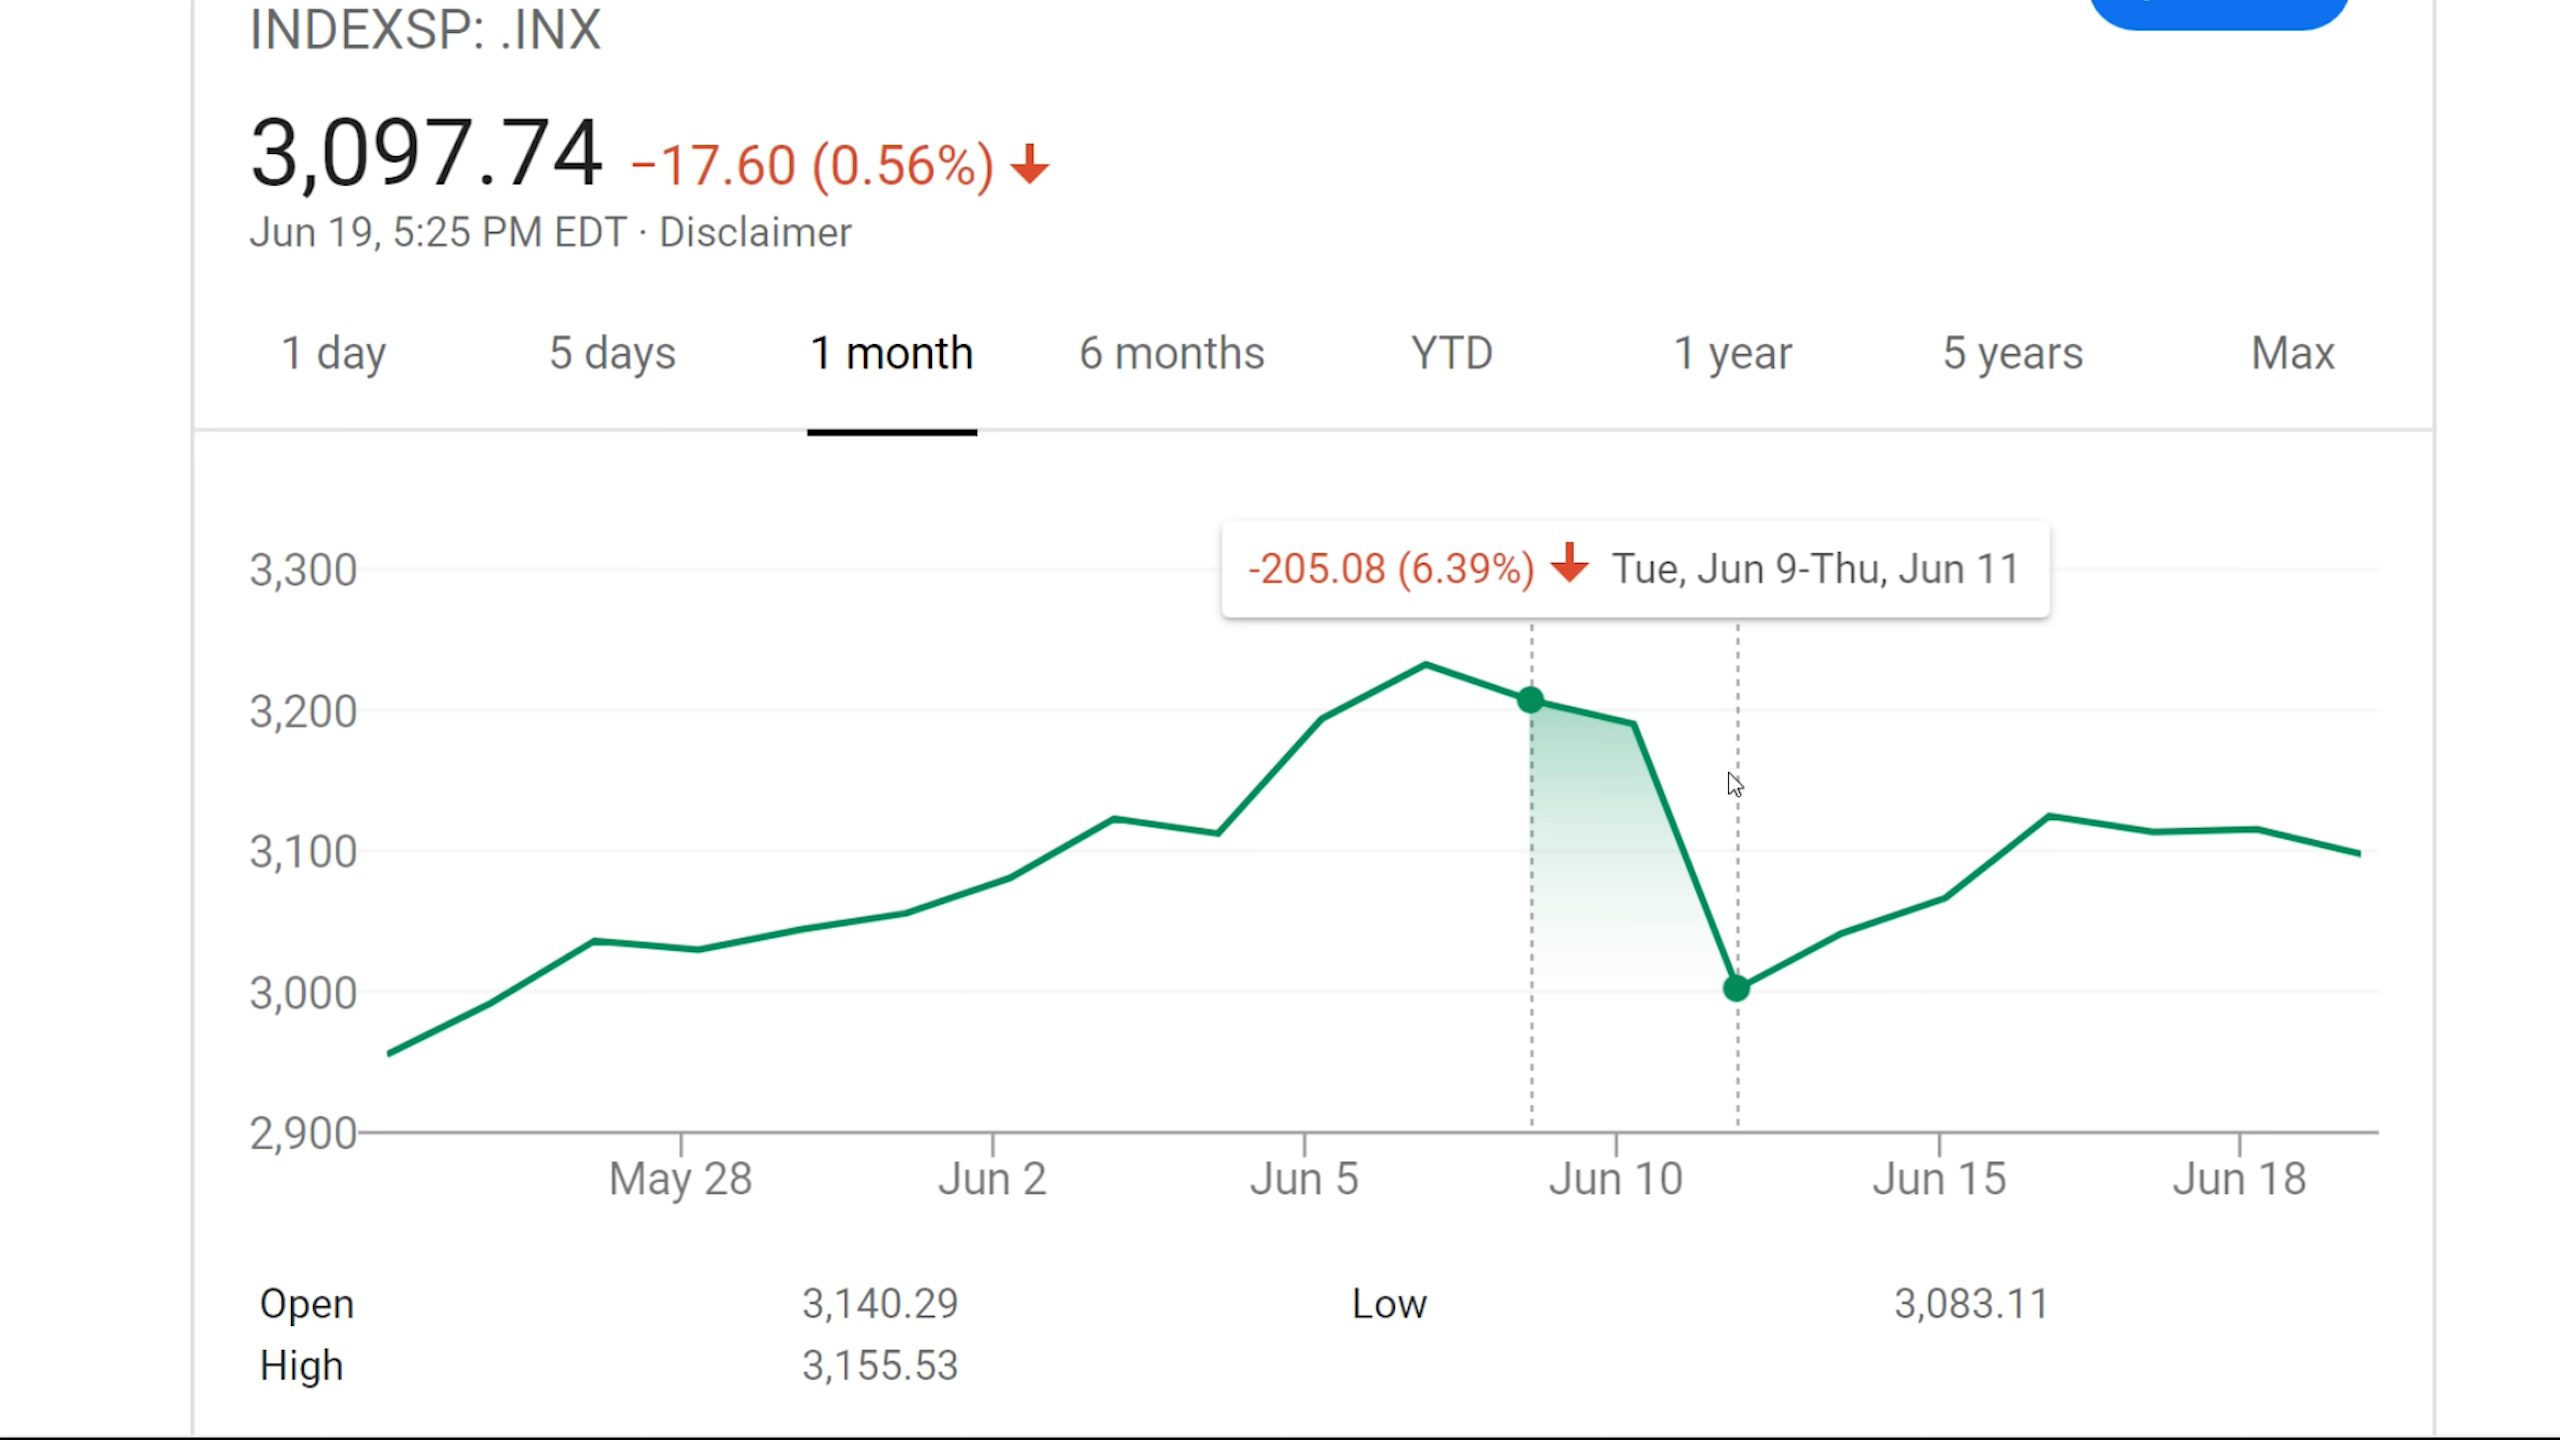 INDEXSP: .INX
3,097.74 −17.60 (0.56%)
Jun 19, 5:25 PM EDT · Disclaimer
1 day 5 days 1 month 6 months YTD 1 year 5 years Max
-205.08 (6.39%) Tue, Jun 9-Thu, Jun 11
3,300
3,200
3,100
3,000
2,900
May 28 Jun 2 Jun 5 Jun 10 Jun 15 Jun 18
Open 3,140.29 Low 3,083.11
High 3,155.53